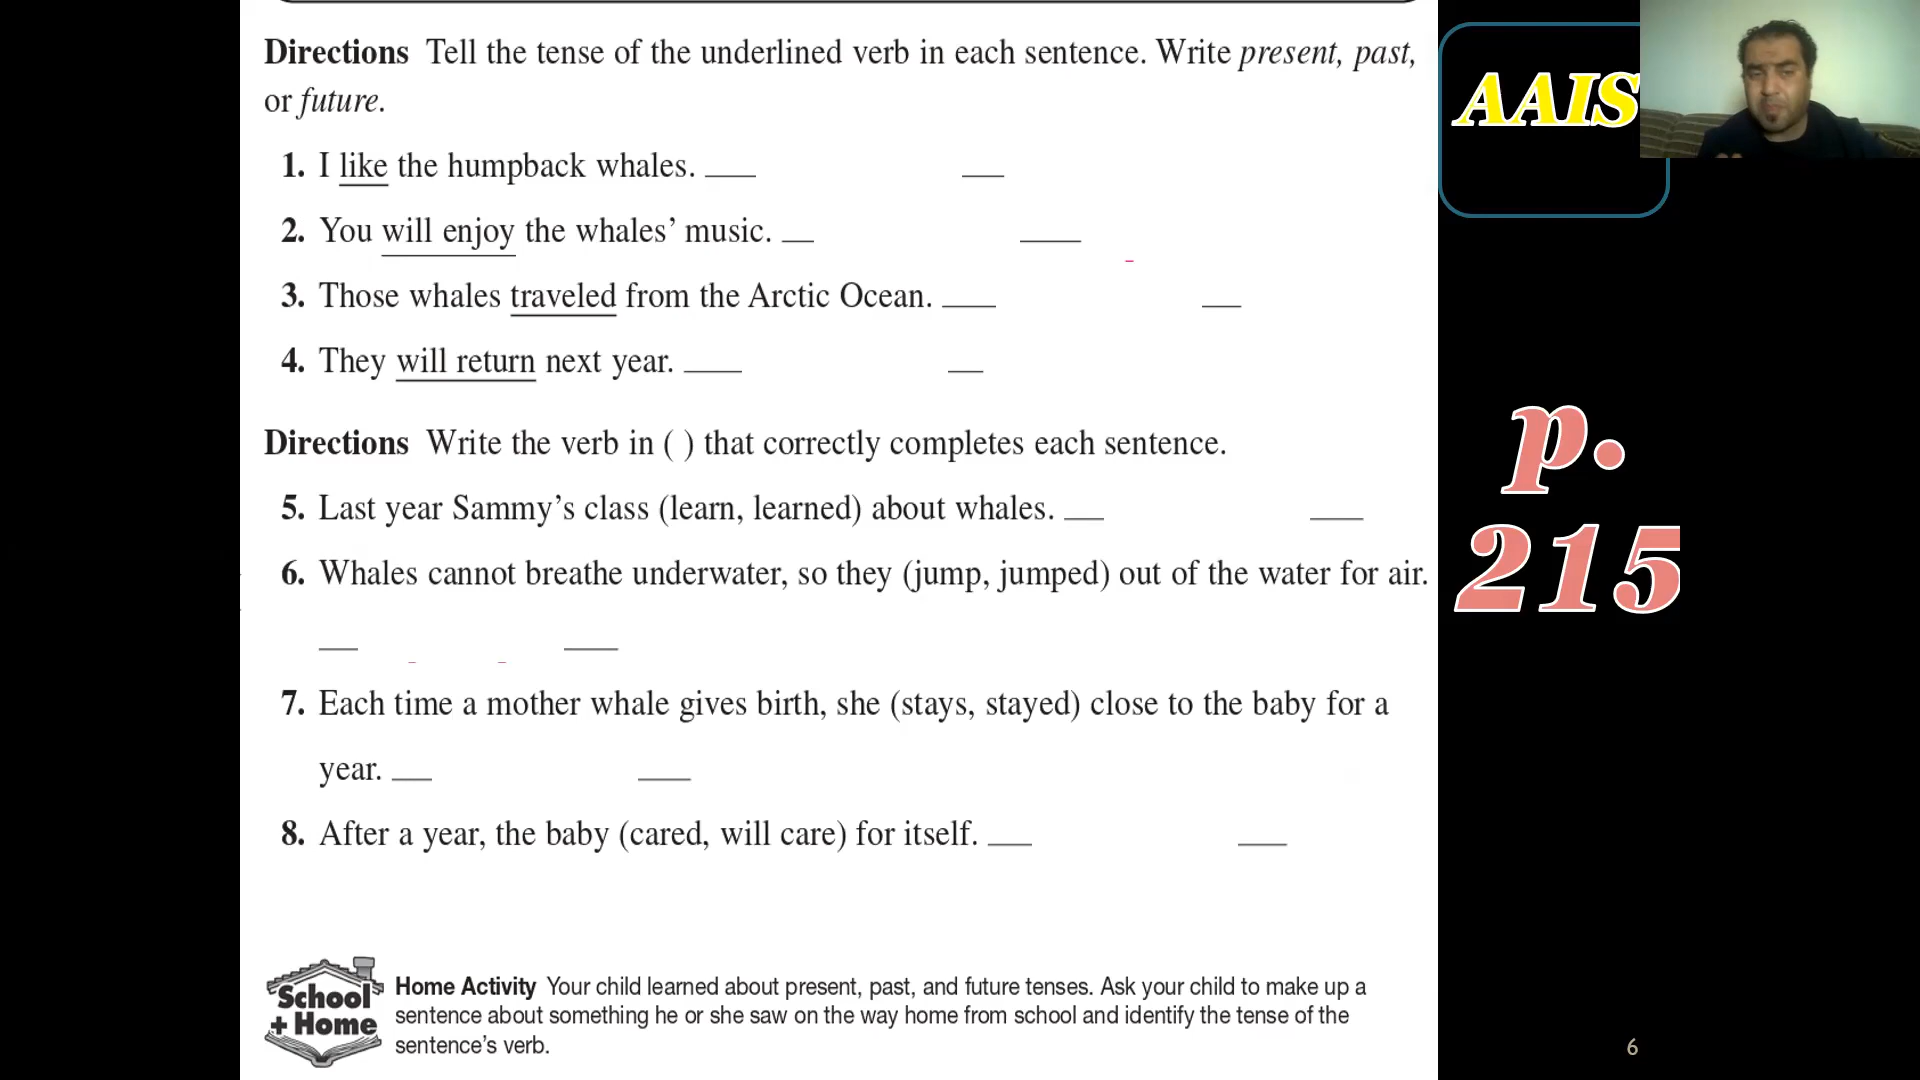 Directions Tell the tense of the underlined verb in each sentence. Write present, past,
or future.
1. I like the humpback whales.
2. You will enjoy the whales’ music.
3. Those whales traveled from the Arctic Ocean.
4. They will return next year.
Directions Write the verb in ( ) that correctly completes each sentence.
5. Last year Sammy’s class (learn, learned) about whales.
6. Whales cannot breathe underwater, so they (jump, jumped) out of the water for air.
7. Each time a mother whale gives birth, she (stays, stayed) close to the baby for a
year.
8. After a year, the baby (cared, will care) for itself.
School
+ Home
Home Activity Your child learned about present, past, and future tenses. Ask your child to make up a
sentence about something he or she saw on the way home from school and identify the tense of the
sentence’s verb.
AAIS
p.
215
6